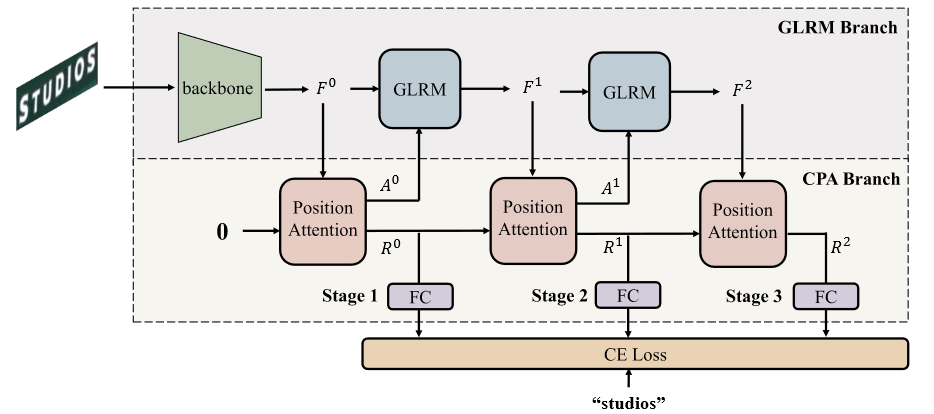 GLRM Branch
STUDIOS
backbone
F⁰
GLRM
F¹
GLRM
F²
CPA Branch
A⁰
A¹
Position
Attention
Position
Attention
Position
Attention
0
R⁰
R¹
R²
Stage 1
FC
Stage 2
FC
Stage 3
FC
CE Loss
“studios”